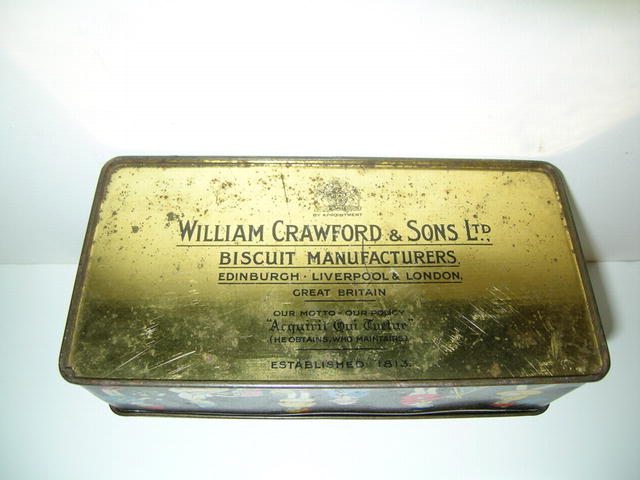 BY APPOINTMENT
WILLIAM CRAWFORD & SONS LTD.
BISCUIT MANUFACTURERS,
EDINBURGH · LIVERPOOL & LONDON.
GREAT BRITAIN
OUR MOTTO - OUR POLICY
"Acquirit Qui Tuetur"
(HE OBTAINS, WHO MAINTAINS)
ESTABLISHED 1813.